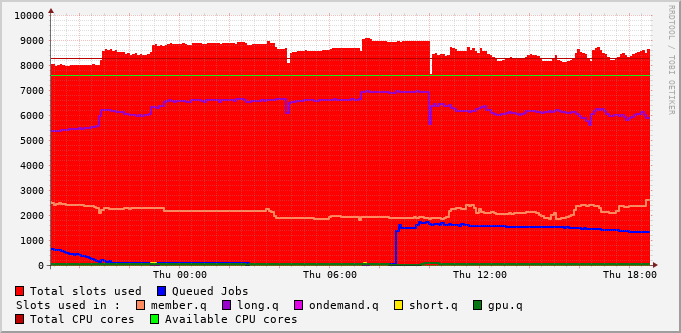 RRDTOOL / TOBI OETIKER
10000
9000
8000
7000
6000
5000
4000
3000
2000
1000
0
Thu 00:00 Thu 06:00 Thu 12:00 Thu 18:00
Total slots used Queued Jobs
Slots used in : member.q long.q ondemand.q short.q gpu.q
Total CPU cores Available CPU cores